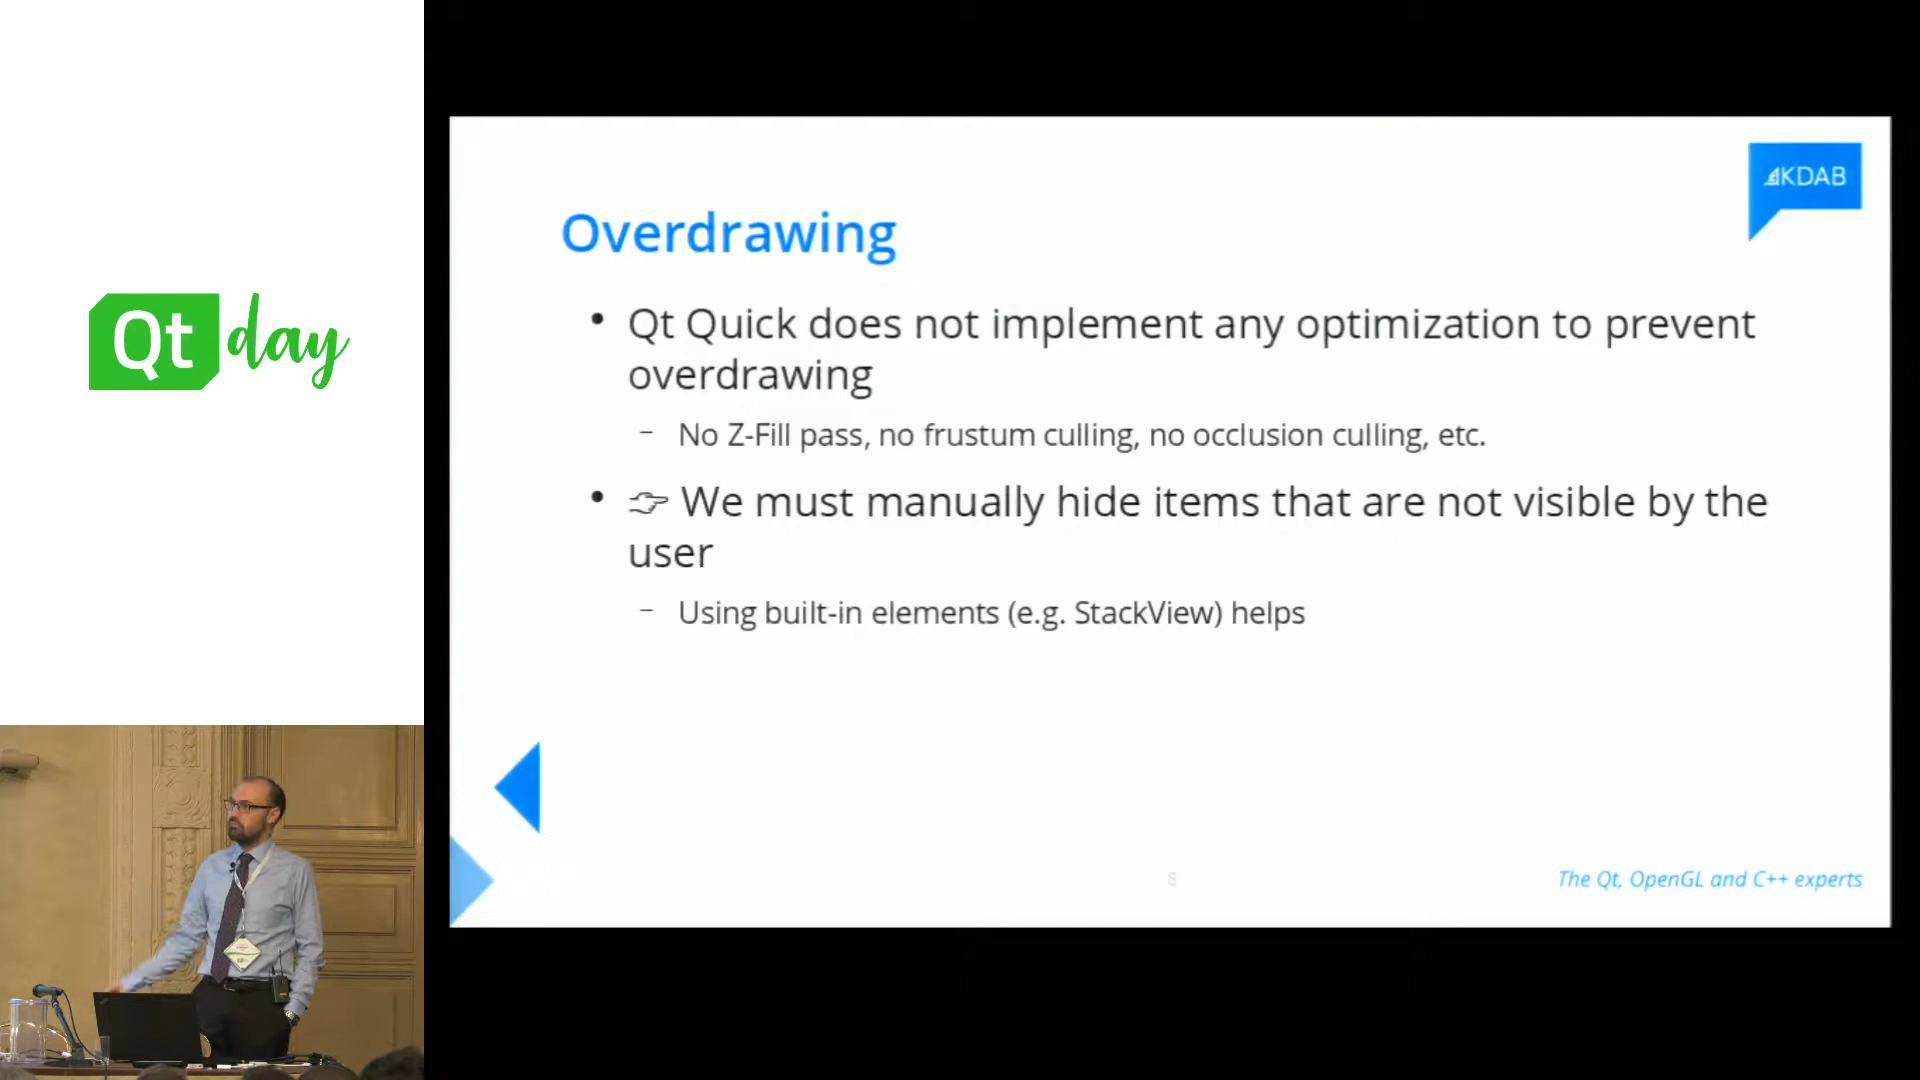 Qt day
KDAB
Overdrawing
• Qt Quick does not implement any optimization to prevent
overdrawing
– No Z-Fill pass, no frustum culling, no occlusion culling, etc.
• ☞ We must manually hide items that are not visible by the
user
– Using built-in elements (e.g. StackView) helps
8
The Qt, OpenGL and C++ experts